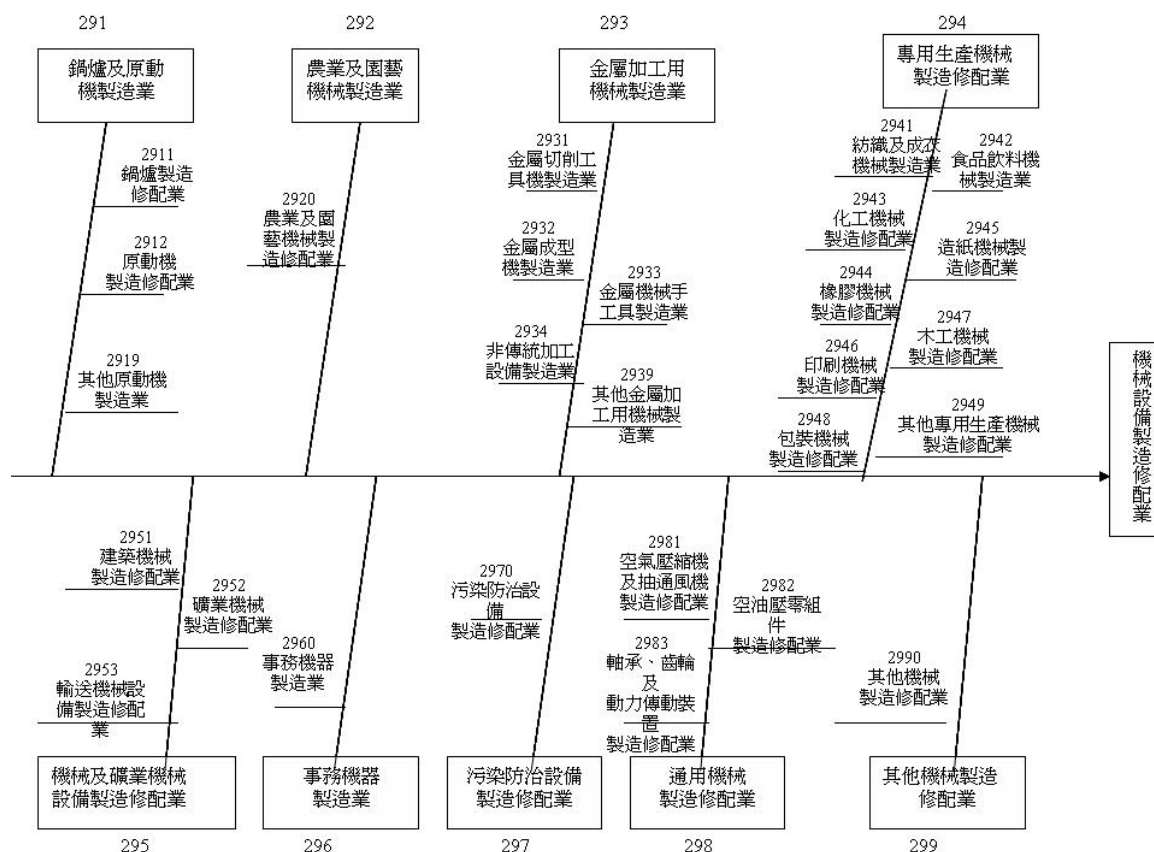 291
鍋爐及原動
機製造業
2911
鍋爐製造
修配業
2912
原動機
製造修配業
2919
其他原動機
製造業
292
農業及園藝
機械製造業
2920
農業及園
藝機械製
造修配業
293
金屬加工用
機械製造業
2931
金屬切削工
具機製造業
2932
金屬成型
機製造業
2933
金屬機械手
工具製造業
2934
非傳統加工
設備製造業
2939
其他金屬加
工用機械製
造業
294
專用生產機械
製造修配業
2941
紡織及成衣
機械製造業
2942
食品飲料機
械製造業
2943
化工機械
製造修配業
2944
橡膠機械
製造修配業
2945
造紙機械製
造修配業
2946
印刷機械
製造修配業
2947
木工機械
製造修配業
2948
包裝機械
製造修配業
2949
其他專用生產機械
製造修配業
機械設備製造修配業
2951
建築機械
製造修配業
2952
礦業機械
製造修配業
2953
輸送機械設
備製造修配
業
機械及礦業機械
設備製造修配業
295
2960
事務機器
製造業
事務機器
製造業
296
2970
污染防治設
備
製造修配業
污染防治設備
製造修配業
297
2981
空氣壓縮機
及抽通風機
製造修配業
2982
空油壓零組
件
製造修配業
2983
軸承、齒輪
及
動力傳動裝
置
製造修配業
通用機械
製造修配業
298
2990
其他機械
製造修配業
其他機械製造
修配業
299